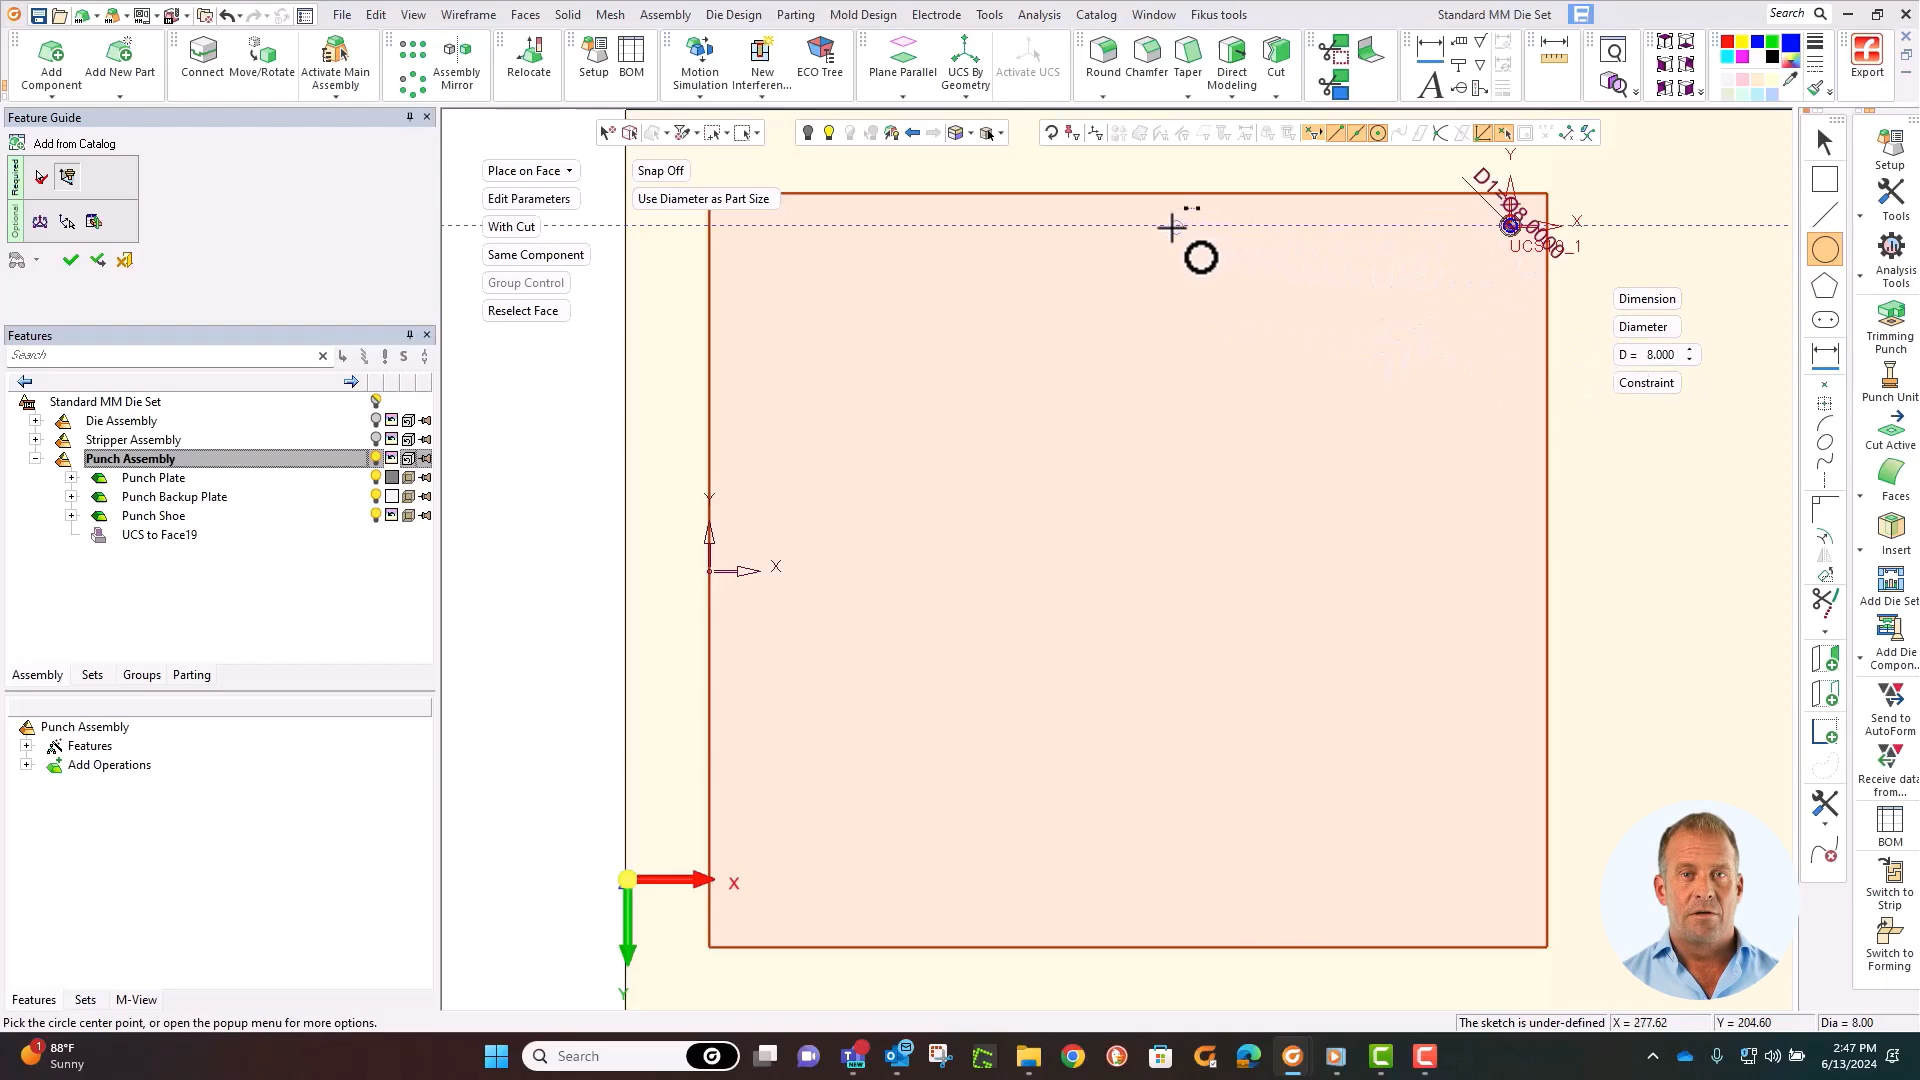 File Edit View Wireframe Faces Solid Mesh Assembly Die Design Parting Mold Design Electrode Tools Analysis Catalog Window Fikus tools Standard MM Die Set Search
Add Component
Add New Part
Connect
Move/Rotate
Activate Main Assembly
Assembly Mirror
Relocate
Setup
BOM
Motion Simulation
New Interferen...
ECO Tree
Plane Parallel
UCS By Geometry
Activate UCS
Round
Chamfer
Taper
Direct Modeling
Cut
Export
Feature Guide
Add from Catalog
Required
Optional
Features
Search
Standard MM Die Set
Die Assembly
Stripper Assembly
Punch Assembly
Punch Plate
Punch Backup Plate
Punch Shoe
UCS to Face19
Assembly Sets Groups Parting
Punch Assembly
Features
Add Operations
Features Sets M-View
Place on Face
Edit Parameters
With Cut
Same Component
Group Control
Reselect Face
Snap Off
Use Diameter as Part Size
Y
X
Y
X
X
Y
Dimension
Diameter
D = 8.000
Constraint
Setup
Tools
Analysis Tools
Trimming Punch
Punch Unit
Cut Active
Faces
Insert
Add Die Set
Add Die Compon...
Send to AutoForm
Receive data from...
BOM
Switch to Strip
Switch to Forming
Pick the circle center point, or open the popup menu for more options.
The sketch is under-defined X = 277.62 Y = 204.60 Dia = 8.00
88°F
Sunny
Search
2:47 PM
6/13/2024